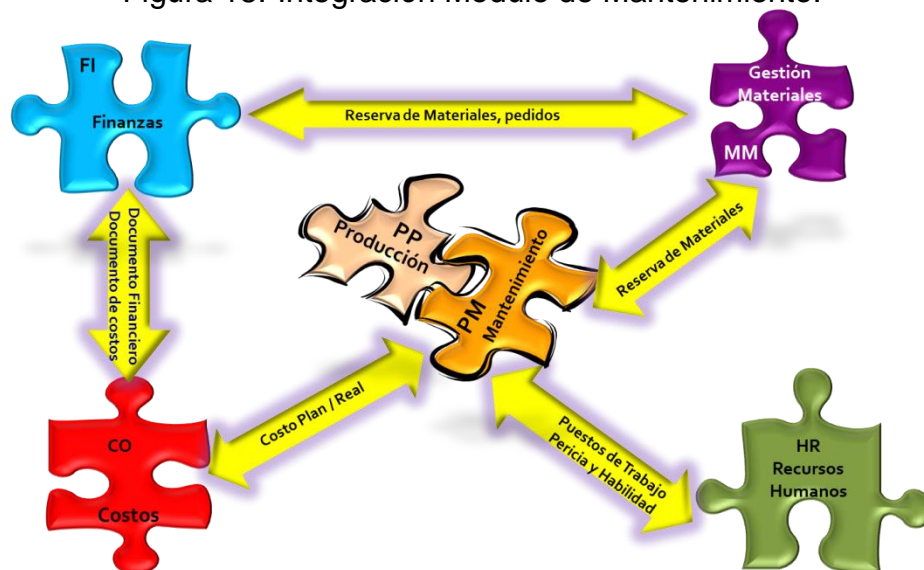 Figura 18. Integración Módulo de Mantenimiento.
FI
Finanzas
Reserva de Materiales, pedidos
Gestión
Materiales
MM
Documento Financiero
Documento de costos
PP
Producción
PM
Mantenimiento
Reserva de Materiales
CO
Costos
Costo Plan / Real
Puestos de Trabajo
Pericia y Habilidad
HR
Recursos
Humanos